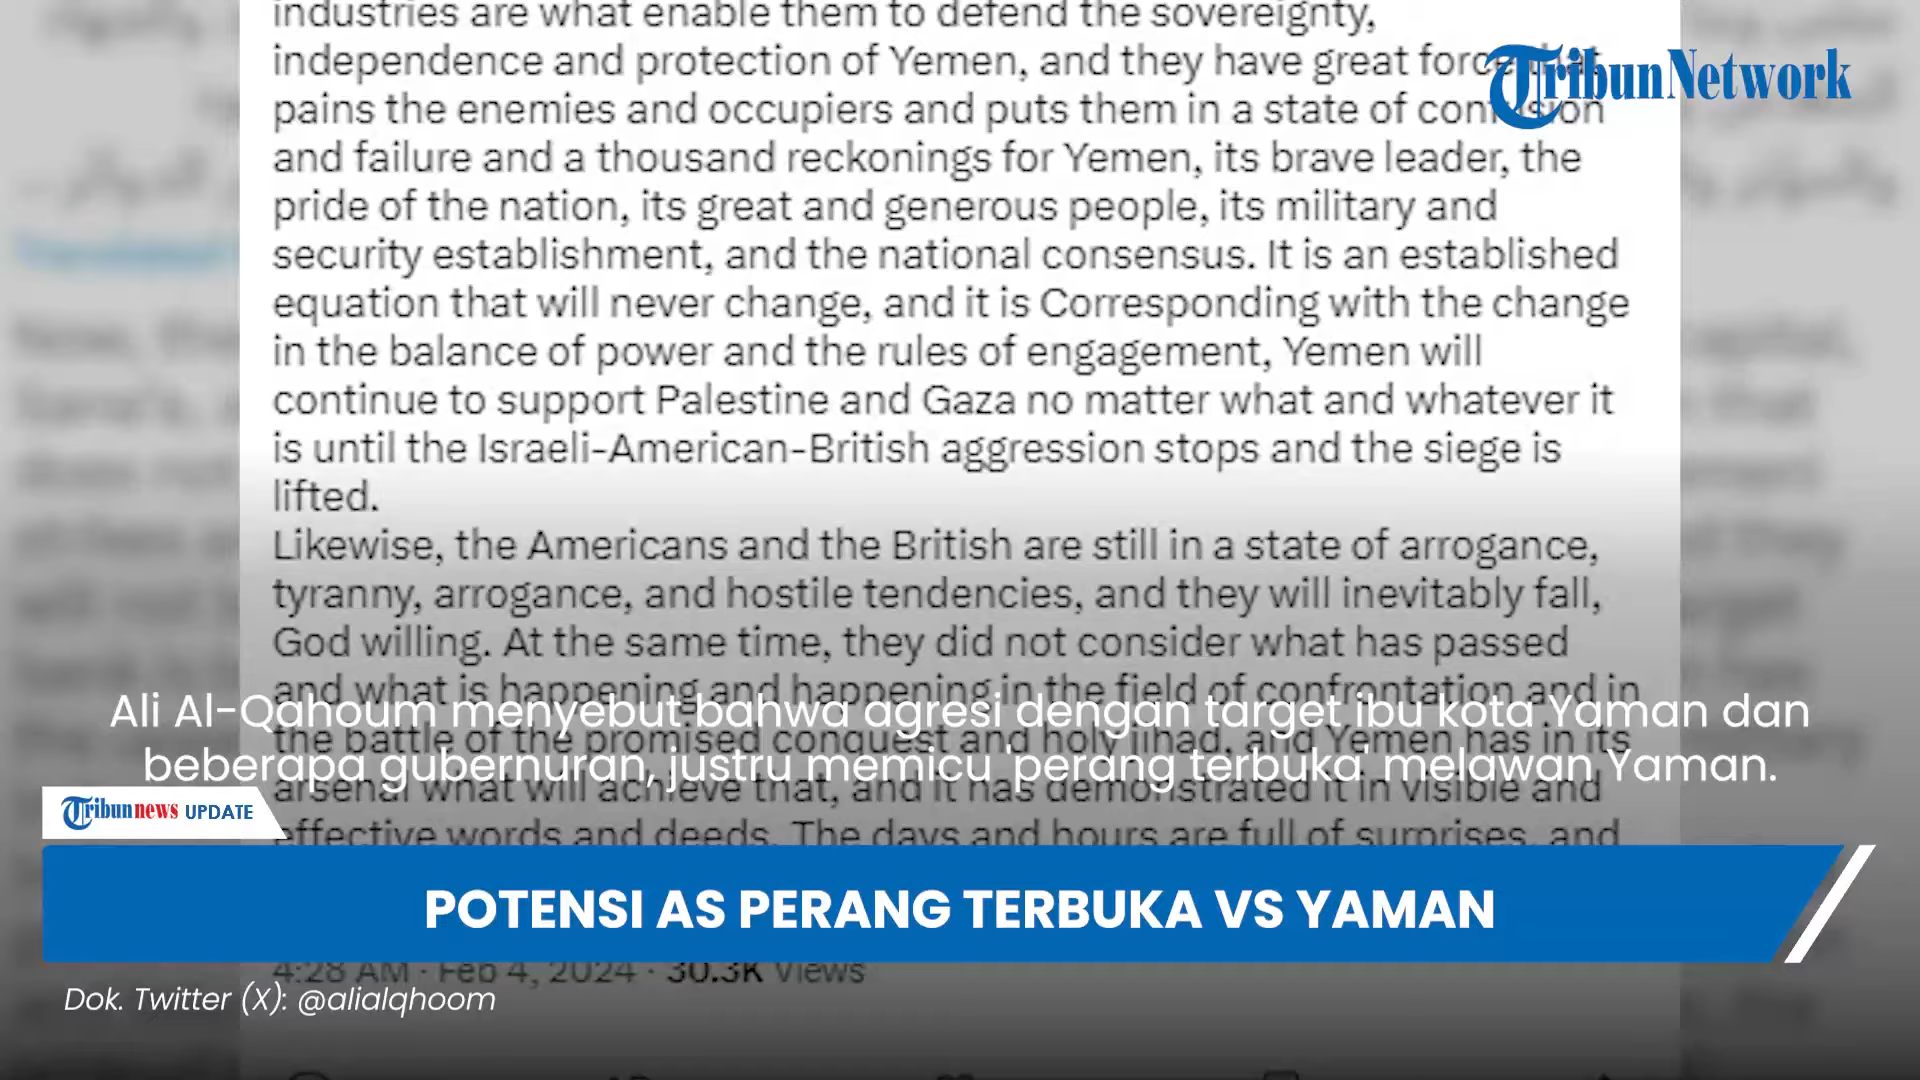 industries are what enable them to defend the sovereignty,
independence and protection of Yemen, and they have great force that
TribunNetwork
pains the enemies and occupiers and puts them in a state of confusion
and failure and a thousand reckonings for Yemen, its brave leader, the
pride of the nation, its great and generous people, its military and
security establishment, and the national consensus. It is an established
equation that will never change, and it is Corresponding with the change
in the balance of power and the rules of engagement, Yemen will
continue to support Palestine and Gaza no matter what and whatever it
is until the Israeli-American-British aggression stops and the siege is
lifted.
Likewise, the Americans and the British are still in a state of arrogance,
tyranny, arrogance, and hostile tendencies, and they will inevitably fall,
God willing. At the same time, they did not consider what has passed
and what is happening and happening in the field of confrontation and in
Ali Al-Qahoum menyebut bahwa agresi dengan target ibu kota Yaman dan
the battle of the promised conquest and holy jihad, and Yemen has in its
beberapa gubernuran, justru memicu 'perang terbuka' melawan Yaman.
arsenal what will achieve that, and it has demonstrated it in visible and
Tribunnews UPDATE
effective words and deeds. The days and hours are full of surprises, and
POTENSI AS PERANG TERBUKA VS YAMAN
4:28 AM · Feb 4, 2024 · 30.3K Views
Dok. Twitter (X): @alialqhoom